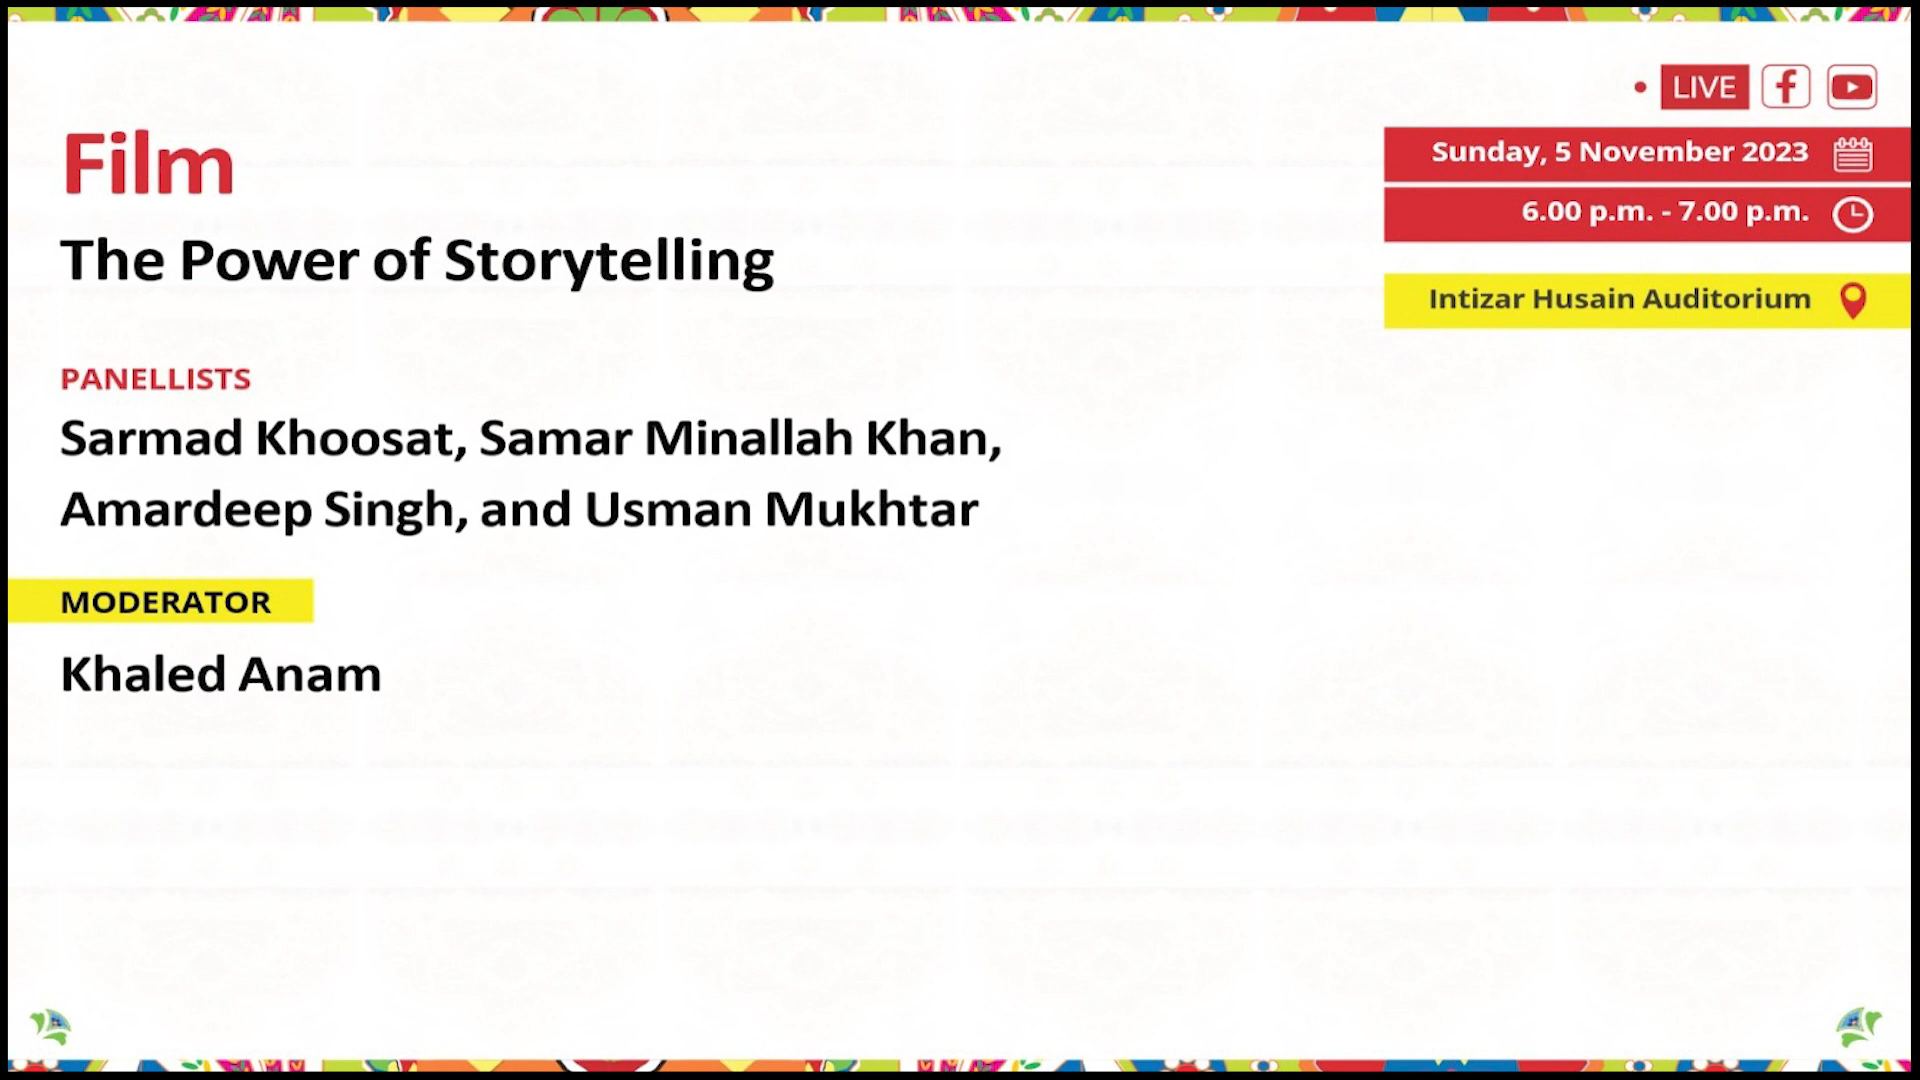 LIVE
Film
Sunday, 5 November 2023
6.00 p.m. - 7.00 p.m.
The Power of Storytelling
Intizar Husain Auditorium
PANELLISTS
Sarmad Khoosat, Samar Minallah Khan,
Amardeep Singh, and Usman Mukhtar
MODERATOR
Khaled Anam